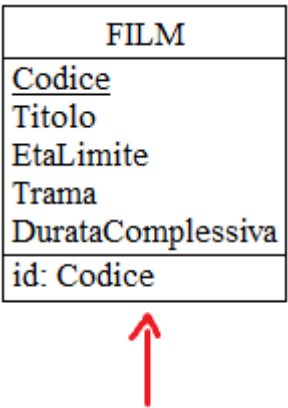 FILM
Codice
Titolo
EtaLimite
Trama
DurataComplessiva
id: Codice